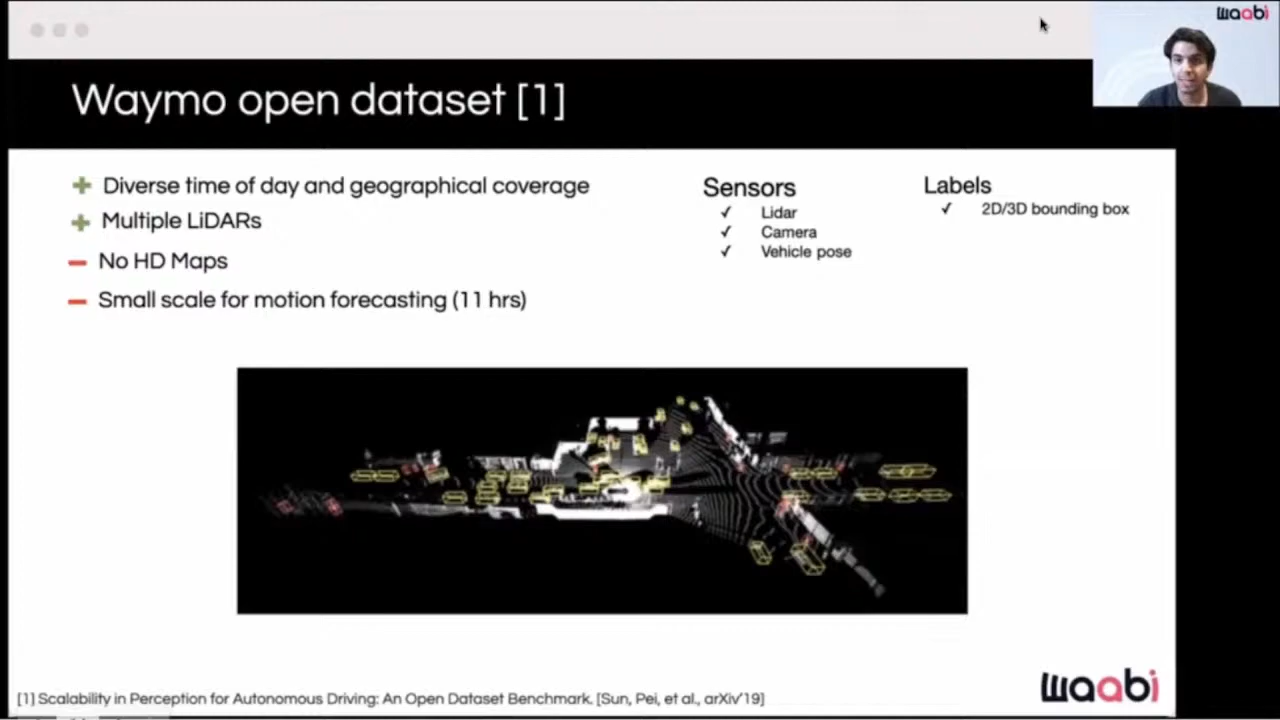 waabi
Waymo open dataset [1]
+ Diverse time of day and geographical coverage
+ Multiple LiDARs
− No HD Maps
− Small scale for motion forecasting (11 hrs)
Sensors
✓ Lidar
✓ Camera
✓ Vehicle pose
Labels
✓ 2D/3D bounding box
waabi
[1] Scalability in Perception for Autonomous Driving: An Open Dataset Benchmark. [Sun, Pei, et al., arXiv'19]